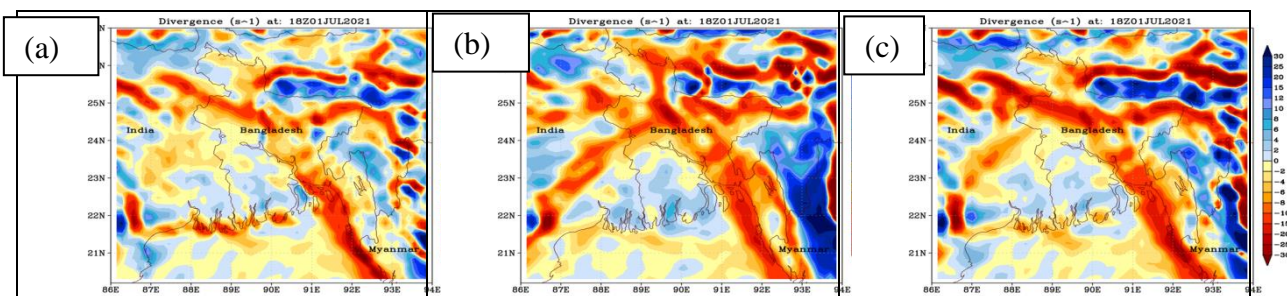 Divergence (s^-1) at: 18Z01JUL2021
(a)
N
25N
24N
23N
22N
21N
India
Bangladesh
Myanmar
86E 87E 88E 89E 90E 91E 92E 93E 94E
Divergence (s^-1) at: 18Z01JUL2021
(b)
25N
24N
23N
22N
21N
India
Bangladesh
Myanmar
86E 87E 88E 89E 90E 91E 92E 93E 94E
Divergence (s^-1) at: 18Z01JUL2021
(c)
25N
24N
23N
22N
21N
India
Bangladesh
Myanmar
86E 87E 88E 89E 90E 91E 92E 93E 94E
30
25
20
15
12
10
8
6
4
2
0
-2
-4
-6
-8
-10
-15
-20
-25
-30